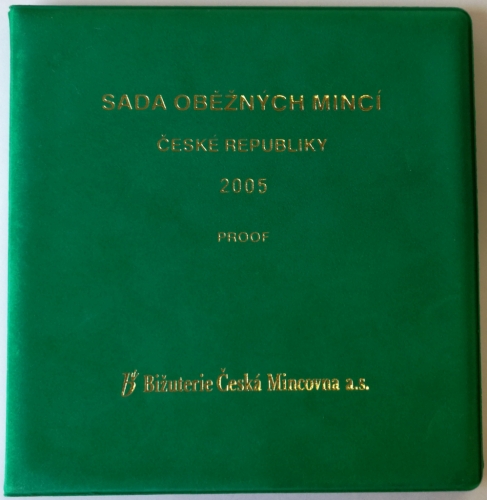 SADA OBĚŽNÝCH MINCÍ
ČESKÉ REPUBLIKY
2005
PROOF
Bižuterie Česká Mincovna a.s.